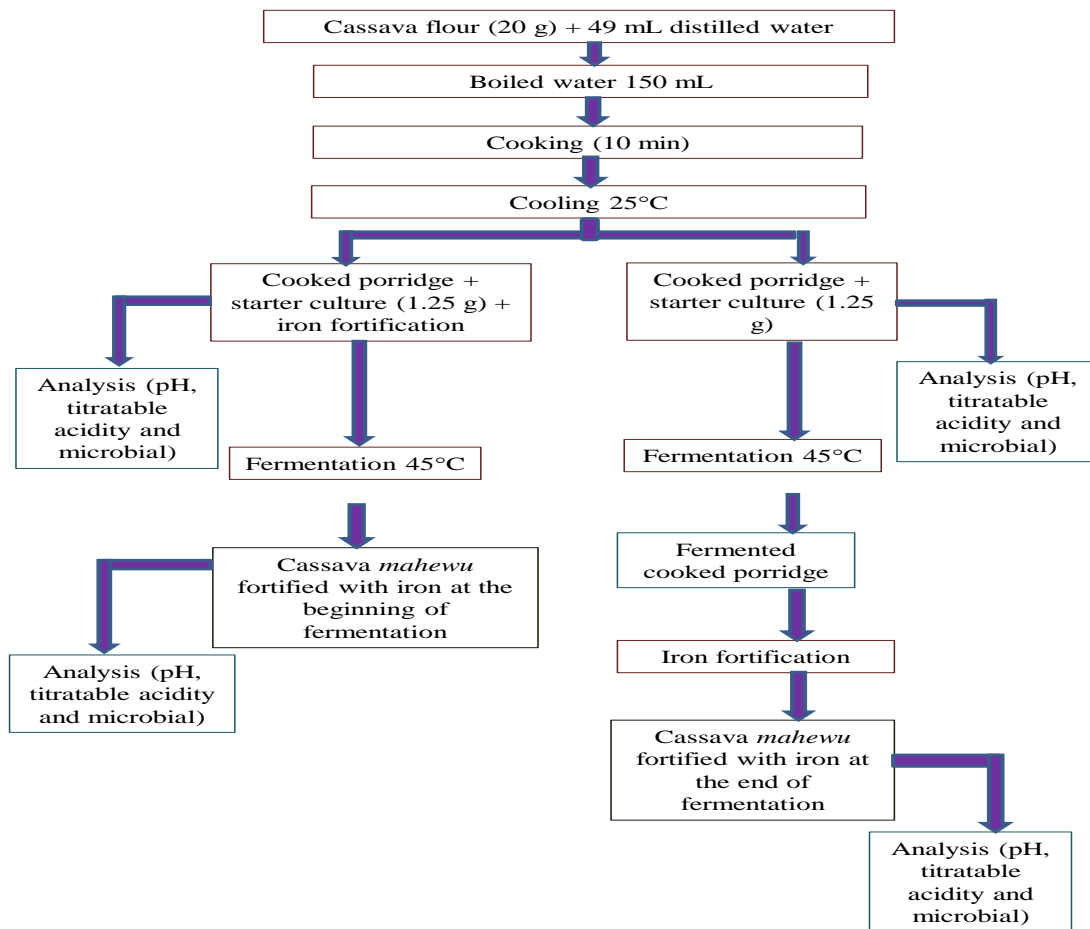 Cassava flour (20 g) + 49 mL distilled water
Boiled water 150 mL
Cooking (10 min)
Cooling 25°C
Cooked porridge +
starter culture (1.25 g) +
iron fortification
Cooked porridge +
starter culture (1.25
g)
Analysis (pH,
titratable
acidity and
microbial)
Analysis (pH,
titratable
acidity and
microbial)
Fermentation 45°C
Fermentation 45°C
Cassava mahewu
fortified with iron at the
beginning of
fermentation
Fermented
cooked porridge
Analysis (pH,
titratable acidity
and microbial)
Iron fortification
Cassava mahewu
fortified with iron at
the end of
fermentation
Analysis (pH,
titratable
acidity and
microbial)